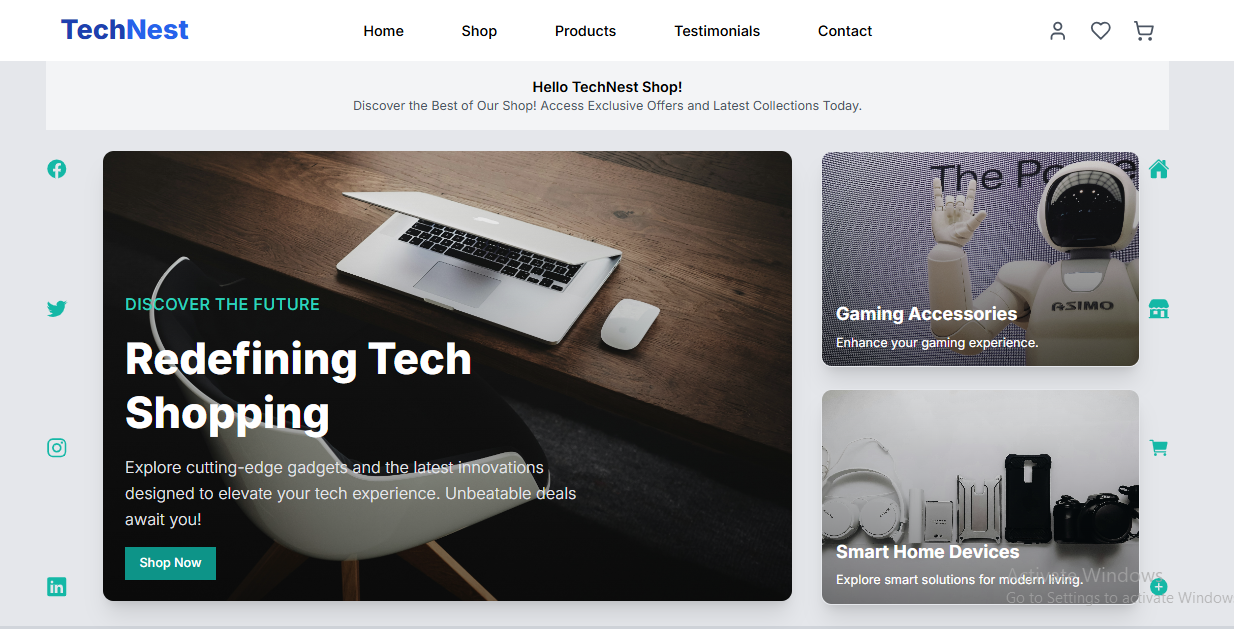 TechNest
Home
Shop
Products
Testimonials
Contact
Hello TechNest Shop!
Discover the Best of Our Shop! Access Exclusive Offers and Latest Collections Today.
DISCOVER THE FUTURE
Redefining Tech
Shopping
Explore cutting-edge gadgets and the latest innovations
designed to elevate your tech experience. Unbeatable deals
await you!
Shop Now
The Po
ASIMO
Gaming Accessories
Enhance your gaming experience.
Smart Home Devices
Explore smart solutions for modern living.
Activate Windows
Go to Settings to activate Window